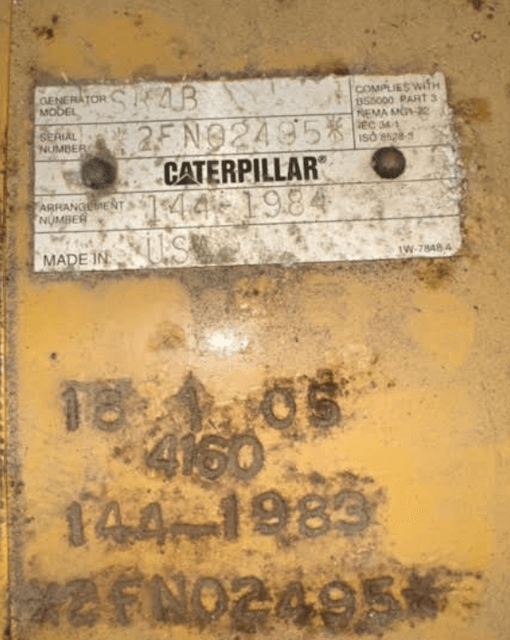 GENERATOR MODEL SR4B
COMPLIES WITH
BS5000 PART 3
NEMA MG1-22
IEC 34-1
ISO 8528-3
SERIAL NUMBER *2FN02495*
CATERPILLAR®
ARRANGEMENT NUMBER 144-1984
MADE IN USA
1W-7848-4
18 1 05
4160
144-1983
*2FN02495*